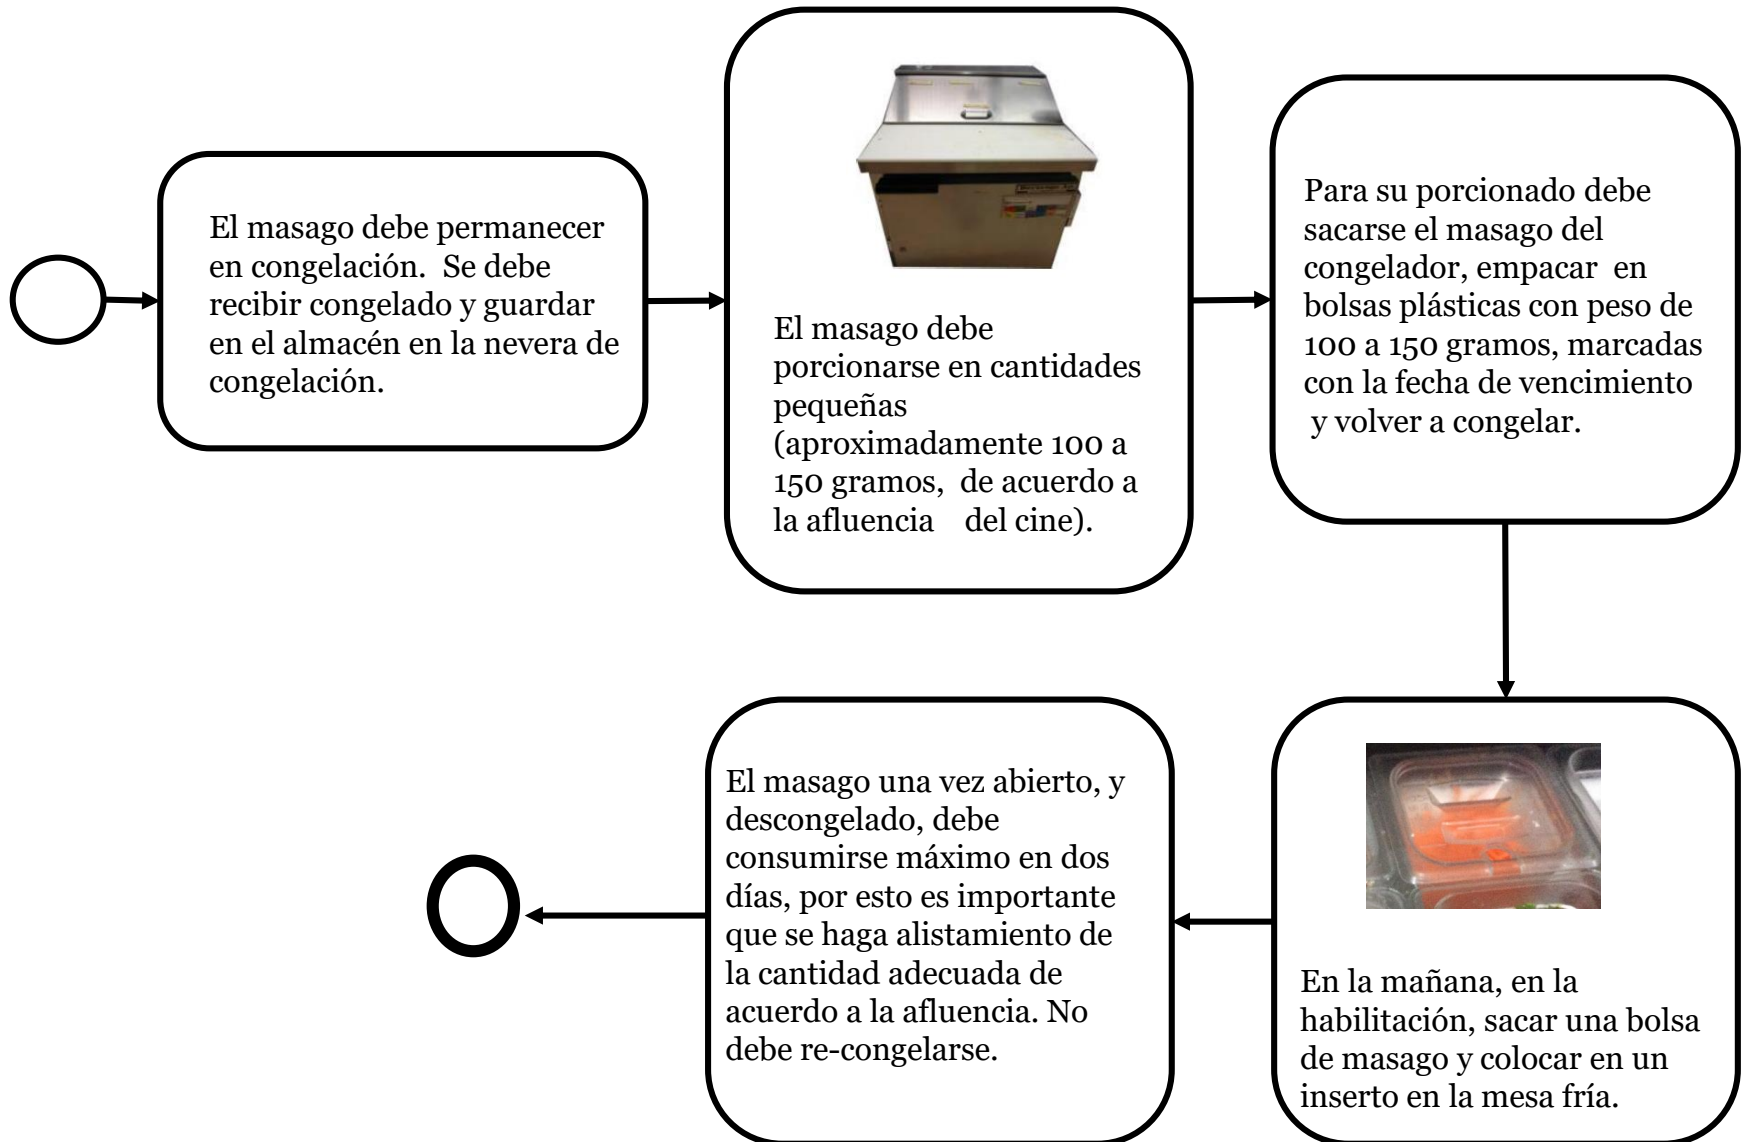 El masago debe permanecer
en congelación.  Se debe
recibir congelado y guardar
en el almacén en la nevera de
congelación.
El masago debe
porcionarse en cantidades
pequeñas
(aproximadamente 100 a
150 gramos,  de acuerdo a
la afluencia    del cine).
Para su porcionado debe
sacarse el masago del
congelador, empacar  en
bolsas plásticas con peso de
100 a 150 gramos, marcadas
con la fecha de vencimiento
y volver a congelar.
En la mañana, en la
habilitación, sacar una bolsa
de masago y colocar en un
inserto en la mesa fría.
El masago una vez abierto, y
descongelado, debe
consumirse máximo en dos
días, por esto es importante
que se haga alistamiento de
la cantidad adecuada de
acuerdo a la afluencia. No
debe re-congelarse.